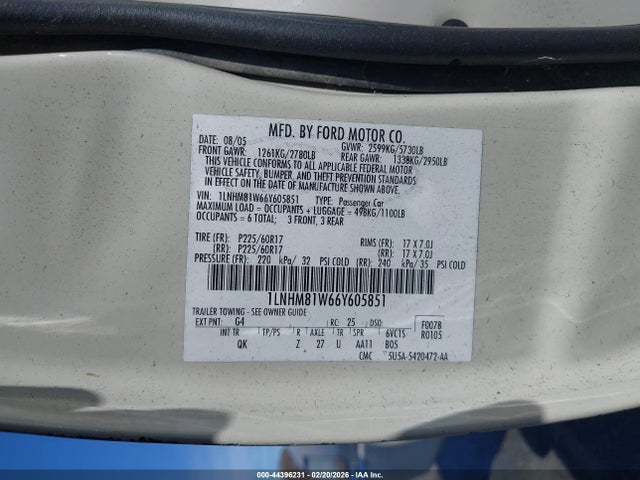 MFD. BY FORD MOTOR CO.
DATE: 08/05 GVWR: 2599KG/5730LB
FRONT GAWR: 1261KG/2780LB REAR GAWR: 1338KG/2950LB
THIS VEHICLE CONFORMS TO ALL APPLICABLE FEDERAL MOTOR
VEHICLE SAFETY, BUMPER, AND THEFT PREVENTION STANDARDS
IN EFFECT ON THE DATE OF MANUFACTURE SHOWN ABOVE.
VIN: 1LNHM81W66Y605851 TYPE: Passenger Car
MAXIMUM LOAD = OCCUPANTS + LUGGAGE = 498KG/1100LB
OCCUPANTS = 6 TOTAL; 3 FRONT, 3 REAR
TIRE (FR): P225/60R17 RIMS (FR): 17 X 7.0J
(RR): P225/60R17 (RR): 17 X 7.0J
PRESSURE (FR): 220 kPa/ 32 PSI COLD (RR): 240 kPa/ 35 PSI COLD
1LNHM81W66Y605851
TRAILER TOWING - SEE OWNER GUIDE
EXT PNT: G4 RC: 25 DSO: F0078
INT TR TP/PS R AXLE TR SPR 6VC15 R0105
QK Z 27 U AA11 B05
CMC 5U5A-5420472-AA
000-44396231 - 02/20/2026 - IAAI.com